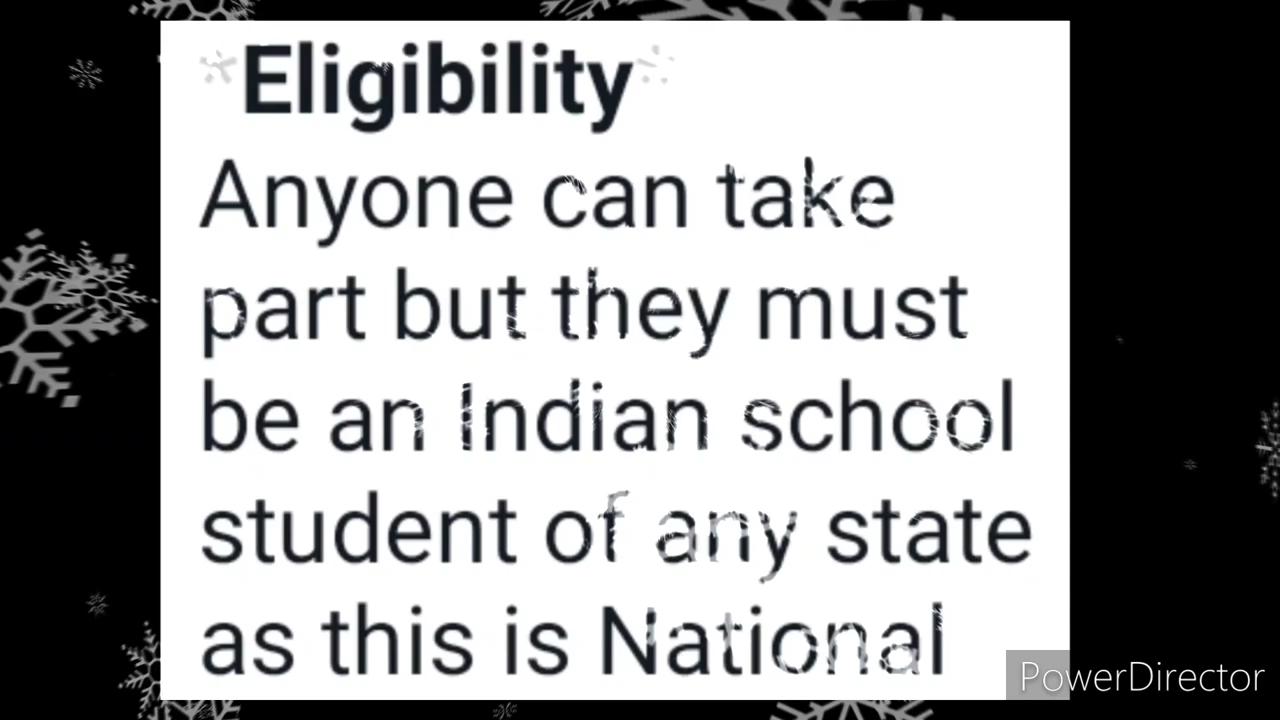 Eligibility
Anyone can take
part but they must
be an Indian school
student of any state
as this is National
PowerDirector